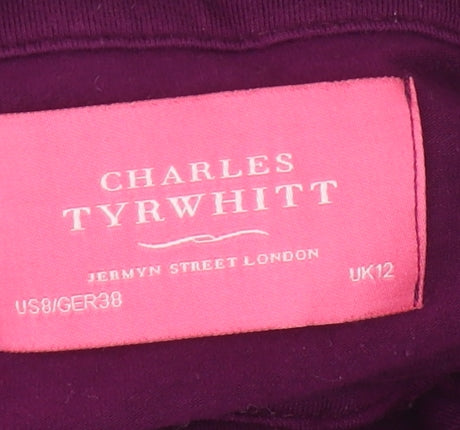 CHARLES
TYRWHITT
JERMYN STREET LONDON
US8/GER38 UK12